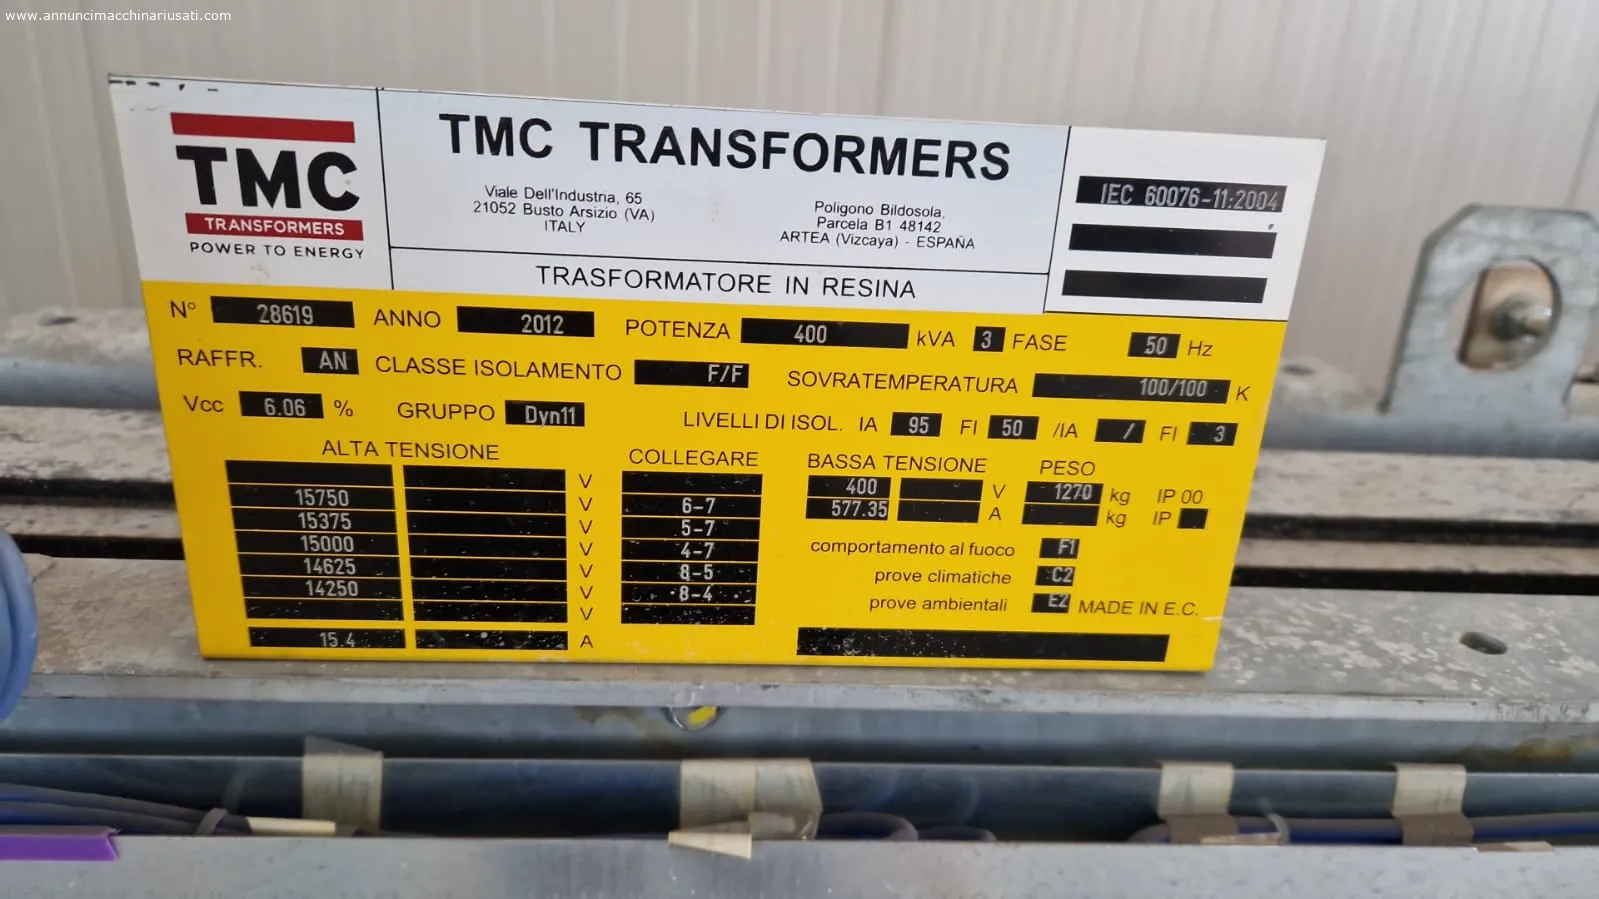 www.annuncimacchinariusati.com
TMC
TRANSFORMERS
POWER TO ENERGY
TMC TRANSFORMERS
Viale Dell'Industria, 65
21052 Busto Arsizio (VA)
ITALY
Poligono Bildosola,
Parcela B1 48142
ARTEA (Vizcaya) - ESPAÑA
TRASFORMATORE IN RESINA
IEC 60076-11:2004
N° 28619 ANNO 2012 POTENZA 400 kVA 3 FASE 50 Hz
RAFFR. AN CLASSE ISOLAMENTO F/F SOVRATEMPERATURA 100/100 K
Vcc 6.06 % GRUPPO Dyn11 LIVELLI DI ISOL. IA 95 FI 50 /IA / FI 3
ALTA TENSIONE
V
15750 V
15375 V
15000 V
14625 V
14250 V
V
15.4 A
COLLEGARE
6-7
5-7
4-7
8-5
8-4
BASSA TENSIONE
400 V
577.35 A
PESO
1270 kg IP 00
kg IP
comportamento al fuoco F1
prove climatiche C2
prove ambientali E2 MADE IN E.C.